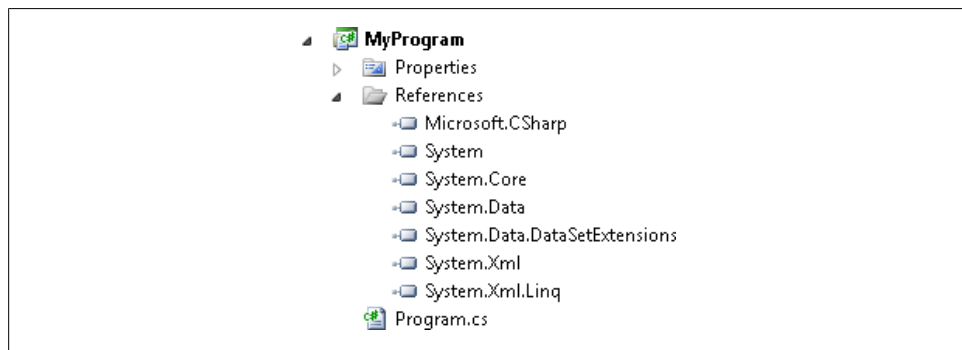 MyProgram
Properties
References
Microsoft.CSharp
System
System.Core
System.Data
System.Data.DataSetExtensions
System.Xml
System.Xml.Linq
Program.cs